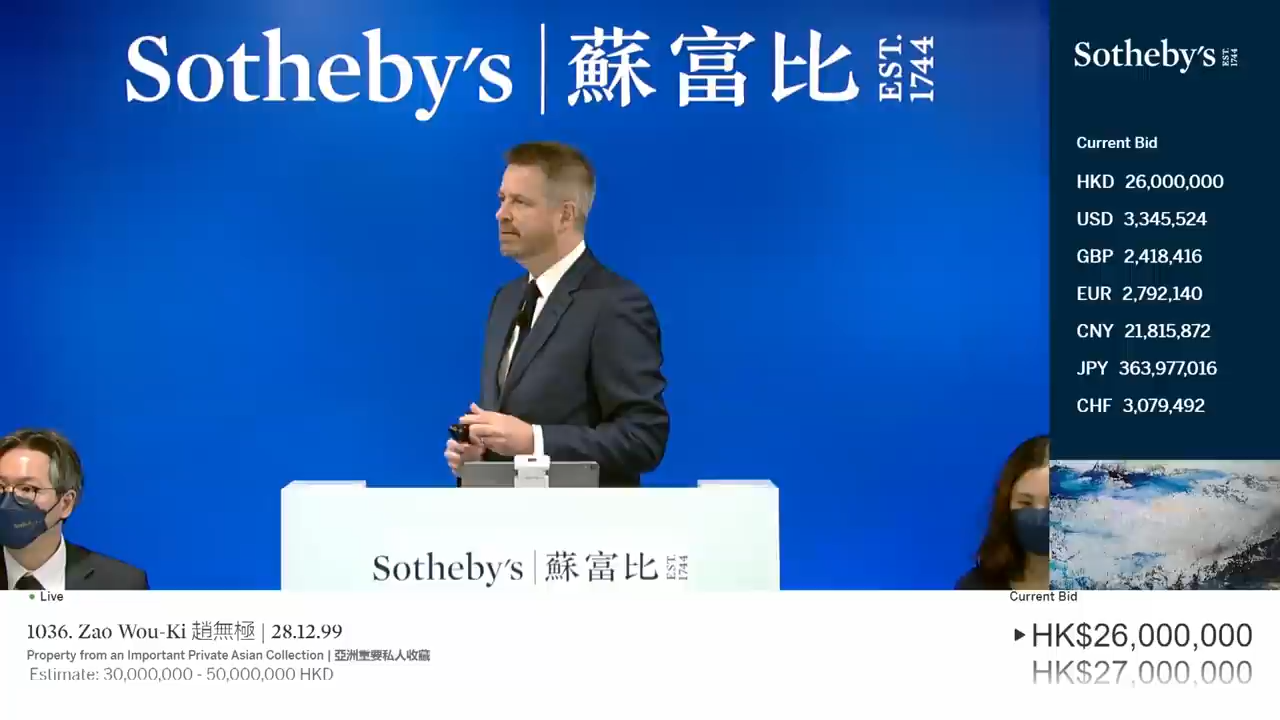 Sotheby's | 蘇富比 EST. 1744
Sotheby's EST. 1744
Current Bid
HKD 26,000,000
USD 3,345,524
GBP 2,418,416
EUR 2,792,140
CNY 21,815,872
JPY 363,977,016
CHF 3,079,492
Sotheby's | 蘇富比 EST. 1744
Live
1036. Zao Wou-Ki 趙無極 | 28.12.99
Property from an Important Private Asian Collection | 亞洲重要私人收藏
Estimate: 30,000,000 - 50,000,000 HKD
Current Bid
HK$26,000,000
HK$27,000,000